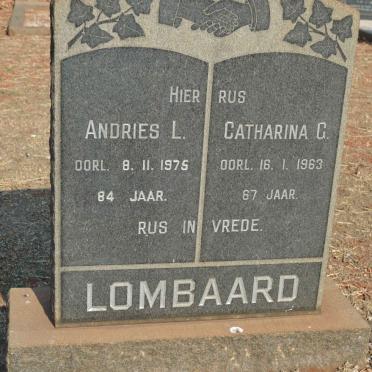 HIER RUS
ANDRIES L. CATHARINA C.
OORL. 8. 11. 1975 OORL. 16. 1. 1963
84 JAAR. 67 JAAR.
RUS IN VREDE.
LOMBAARD